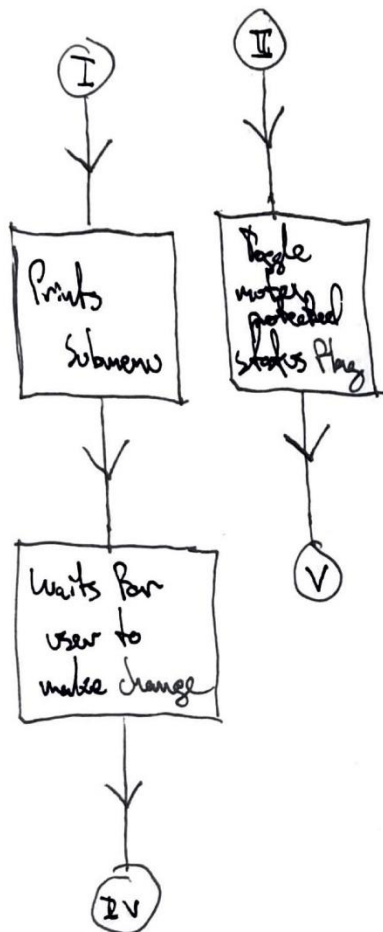 I
Prints
Submenu
Waits for
user to
make change
IV
II
Toggle
motor
protected
status flag
V